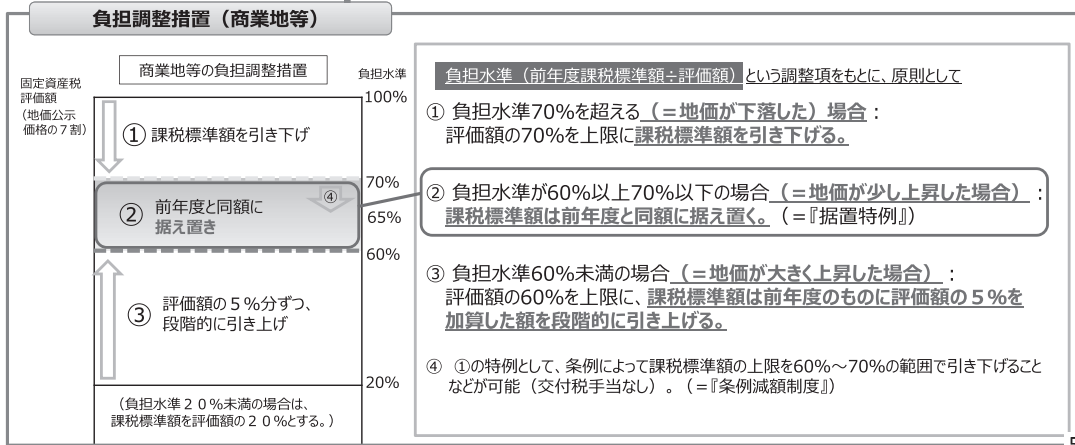 負担調整措置（商業地等）
商業地等の負担調整措置
負担水準
固定資産税
評価額
（地価公示
価格の７割）
100%
① 課税標準額を引き下げ
70%
④
② 前年度と同額に
据え置き
65%
60%
③ 評価額の５％分ずつ、
段階的に引き上げ
20%
（負担水準２０％未満の場合は、
課税標準額を評価額の２０％とする。）
負担水準（前年度課税標準額÷評価額）という調整項をもとに、原則として
① 負担水準70%を超える（＝地価が下落した）場合：
評価額の70%を上限に課税標準額を引き下げる。
② 負担水準が60%以上70%以下の場合（＝地価が少し上昇した場合）：
課税標準額は前年度と同額に据え置く。（＝『据置特例』）
③ 負担水準60%未満の場合（＝地価が大きく上昇した場合）：
評価額の60%を上限に、課税標準額は前年度のものに評価額の５％を
加算した額を段階的に引き上げる。
④ ①の特例として、条例によって課税標準額の上限を60%～70%の範囲で引き下げること
などが可能（交付税手当なし）。（＝『条例減額制度』）